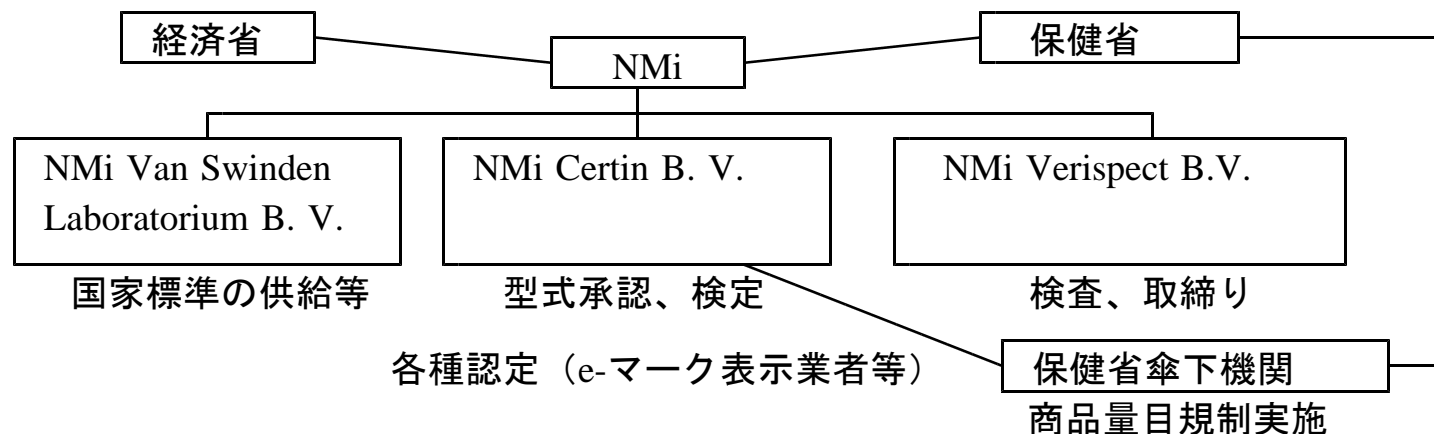 経済省
保健省
NMi
NMi Van Swinden
Laboratorium B. V.
NMi Certin B. V.
NMi Verispect B.V.
国家標準の供給等
型式承認、検定
検査、取締り
各種認定（e-マーク表示業者等）
保健省傘下機関
商品量目規制実施